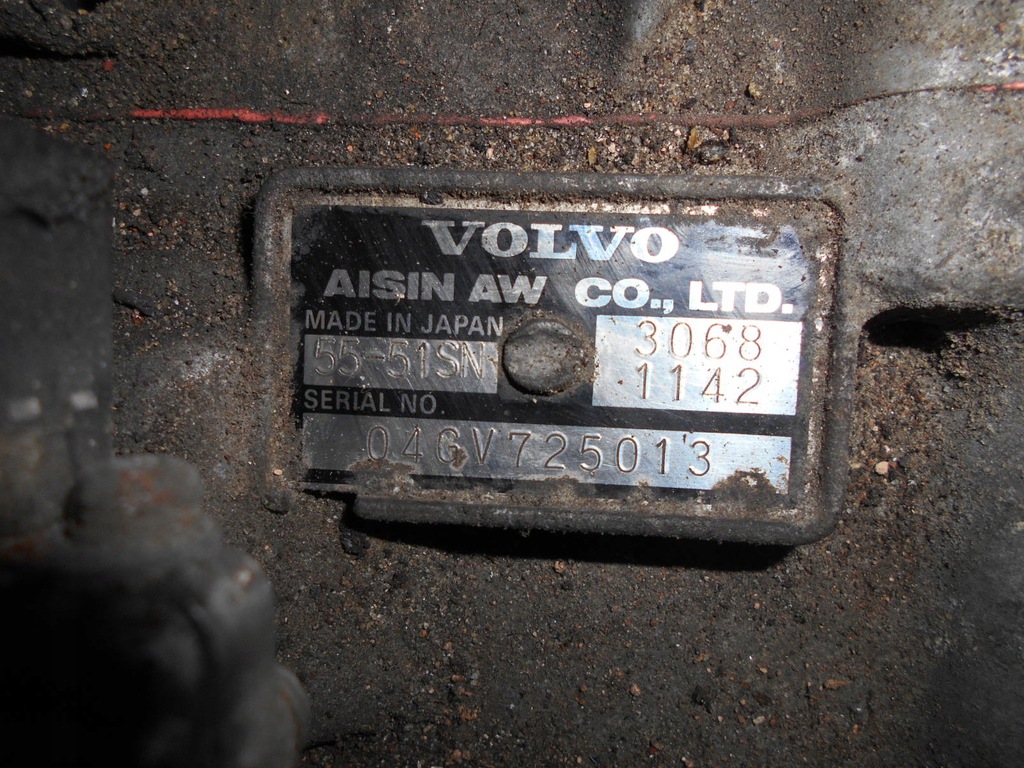 VOLVO
AISIN AW CO., LTD.
MADE IN JAPAN
55-51SN
3068
1142
SERIAL NO.
04GV725013